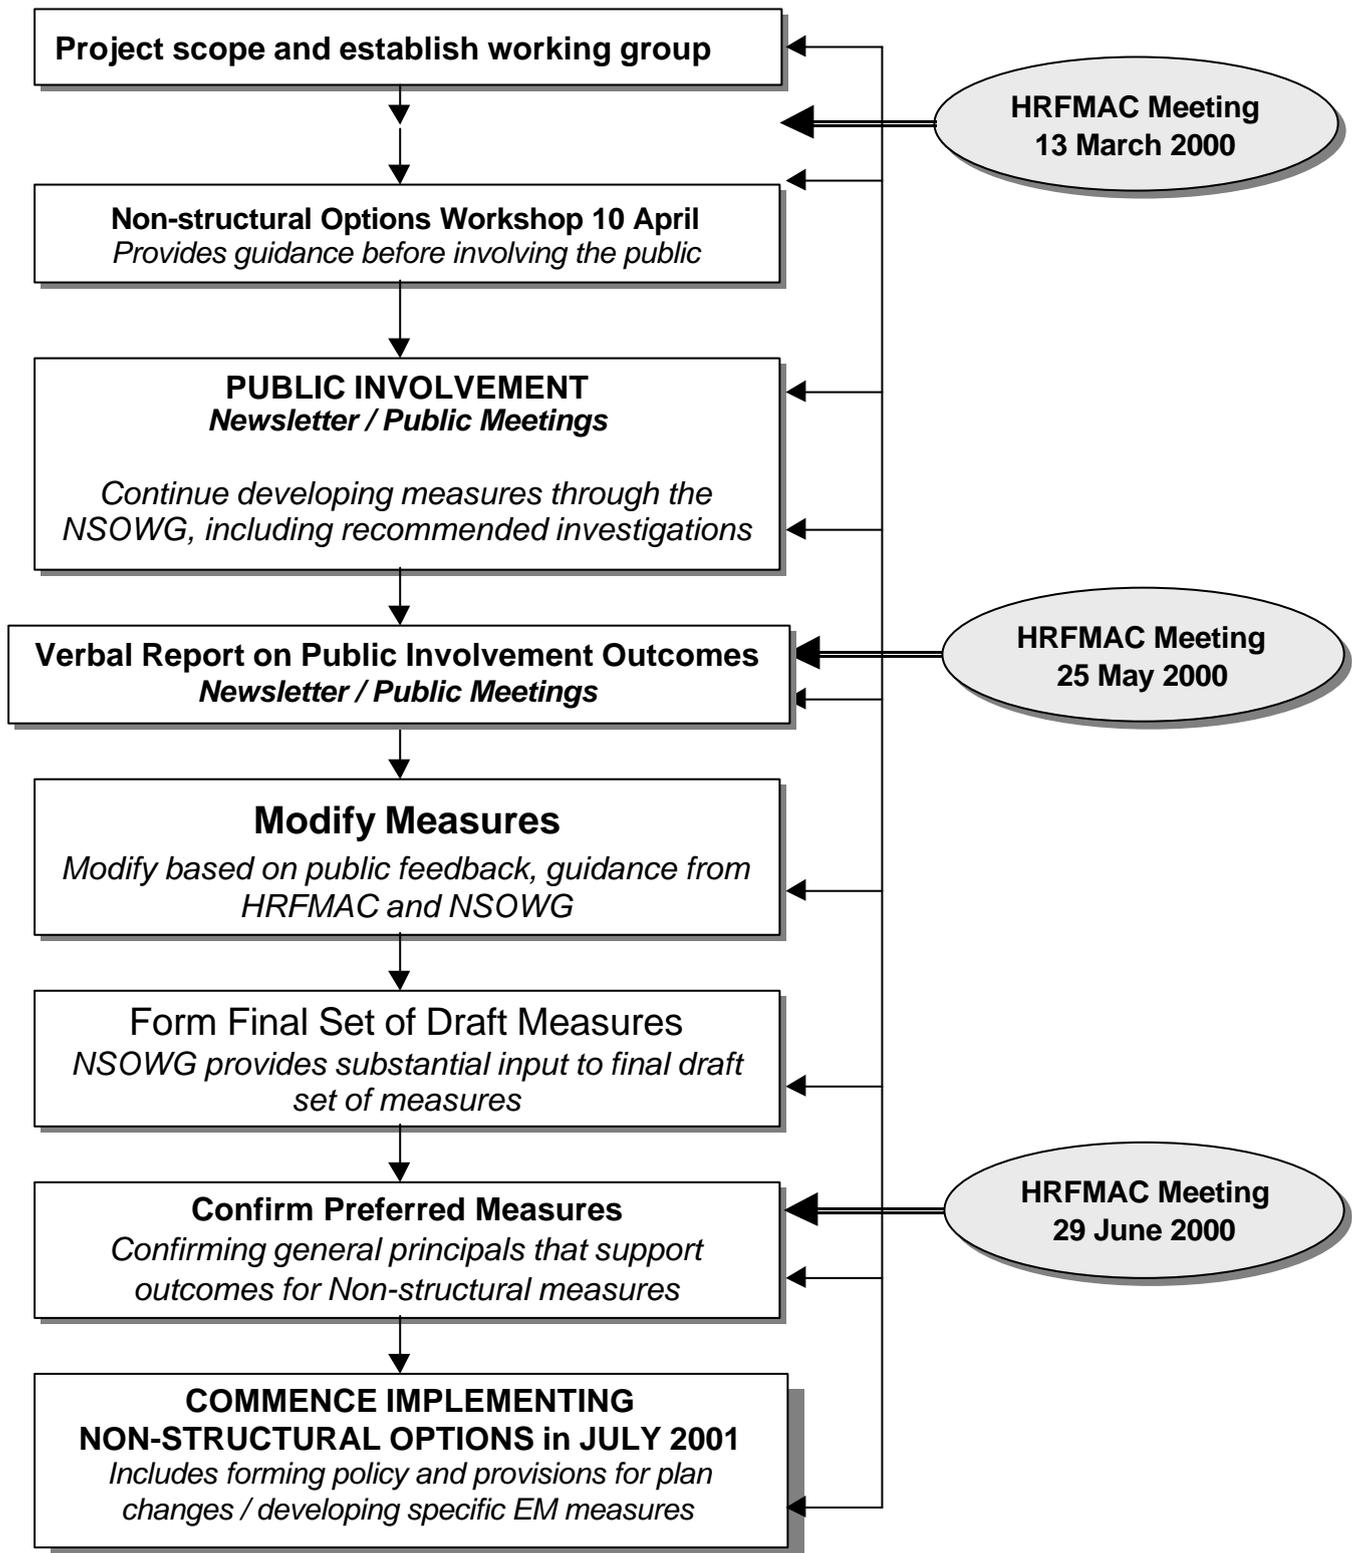 Project scope and establish working group
HRFMAC Meeting
13 March 2000
Non-structural Options Workshop 10 April
Provides guidance before involving the public
PUBLIC INVOLVEMENT
Newsletter / Public Meetings
Continue developing measures through the
NSOWG, including recommended investigations
Verbal Report on Public Involvement Outcomes
Newsletter / Public Meetings
HRFMAC Meeting
25 May 2000
Modify Measures
Modify based on public feedback, guidance from
HRFMAC and NSOWG
Form Final Set of Draft Measures
NSOWG provides substantial input to final draft
set of measures
Confirm Preferred Measures
Confirming general principals that support
outcomes for Non-structural measures
HRFMAC Meeting
29 June 2000
COMMENCE IMPLEMENTING
NON-STRUCTURAL OPTIONS in JULY 2001
Includes forming policy and provisions for plan
changes / developing specific EM measures